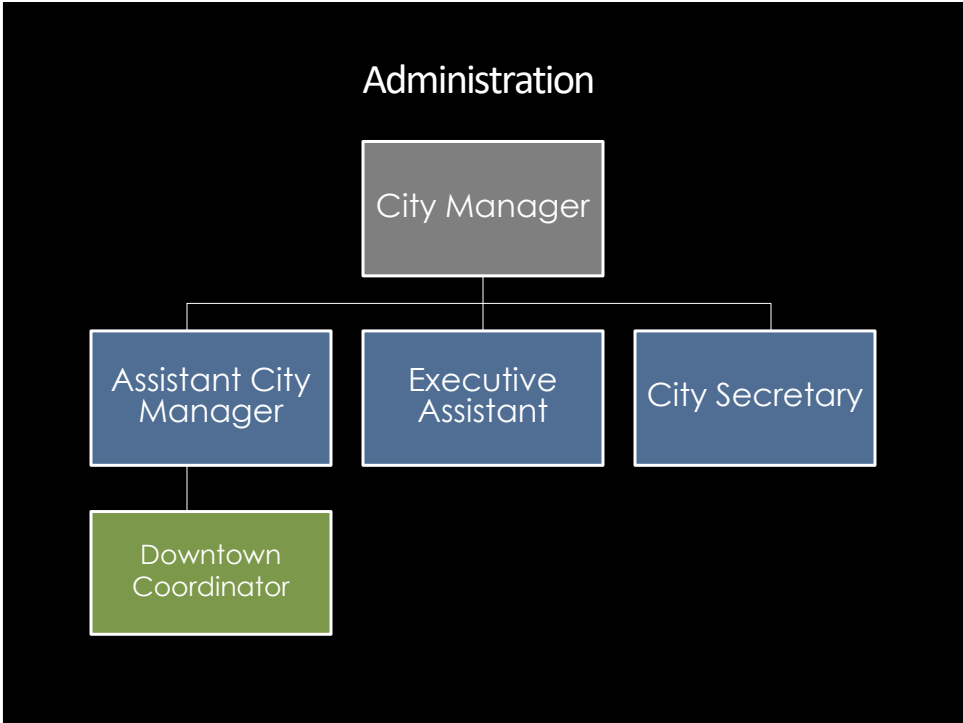 Administration
City Manager
Assistant City
Manager
Executive
Assistant
City Secretary
Downtown
Coordinator